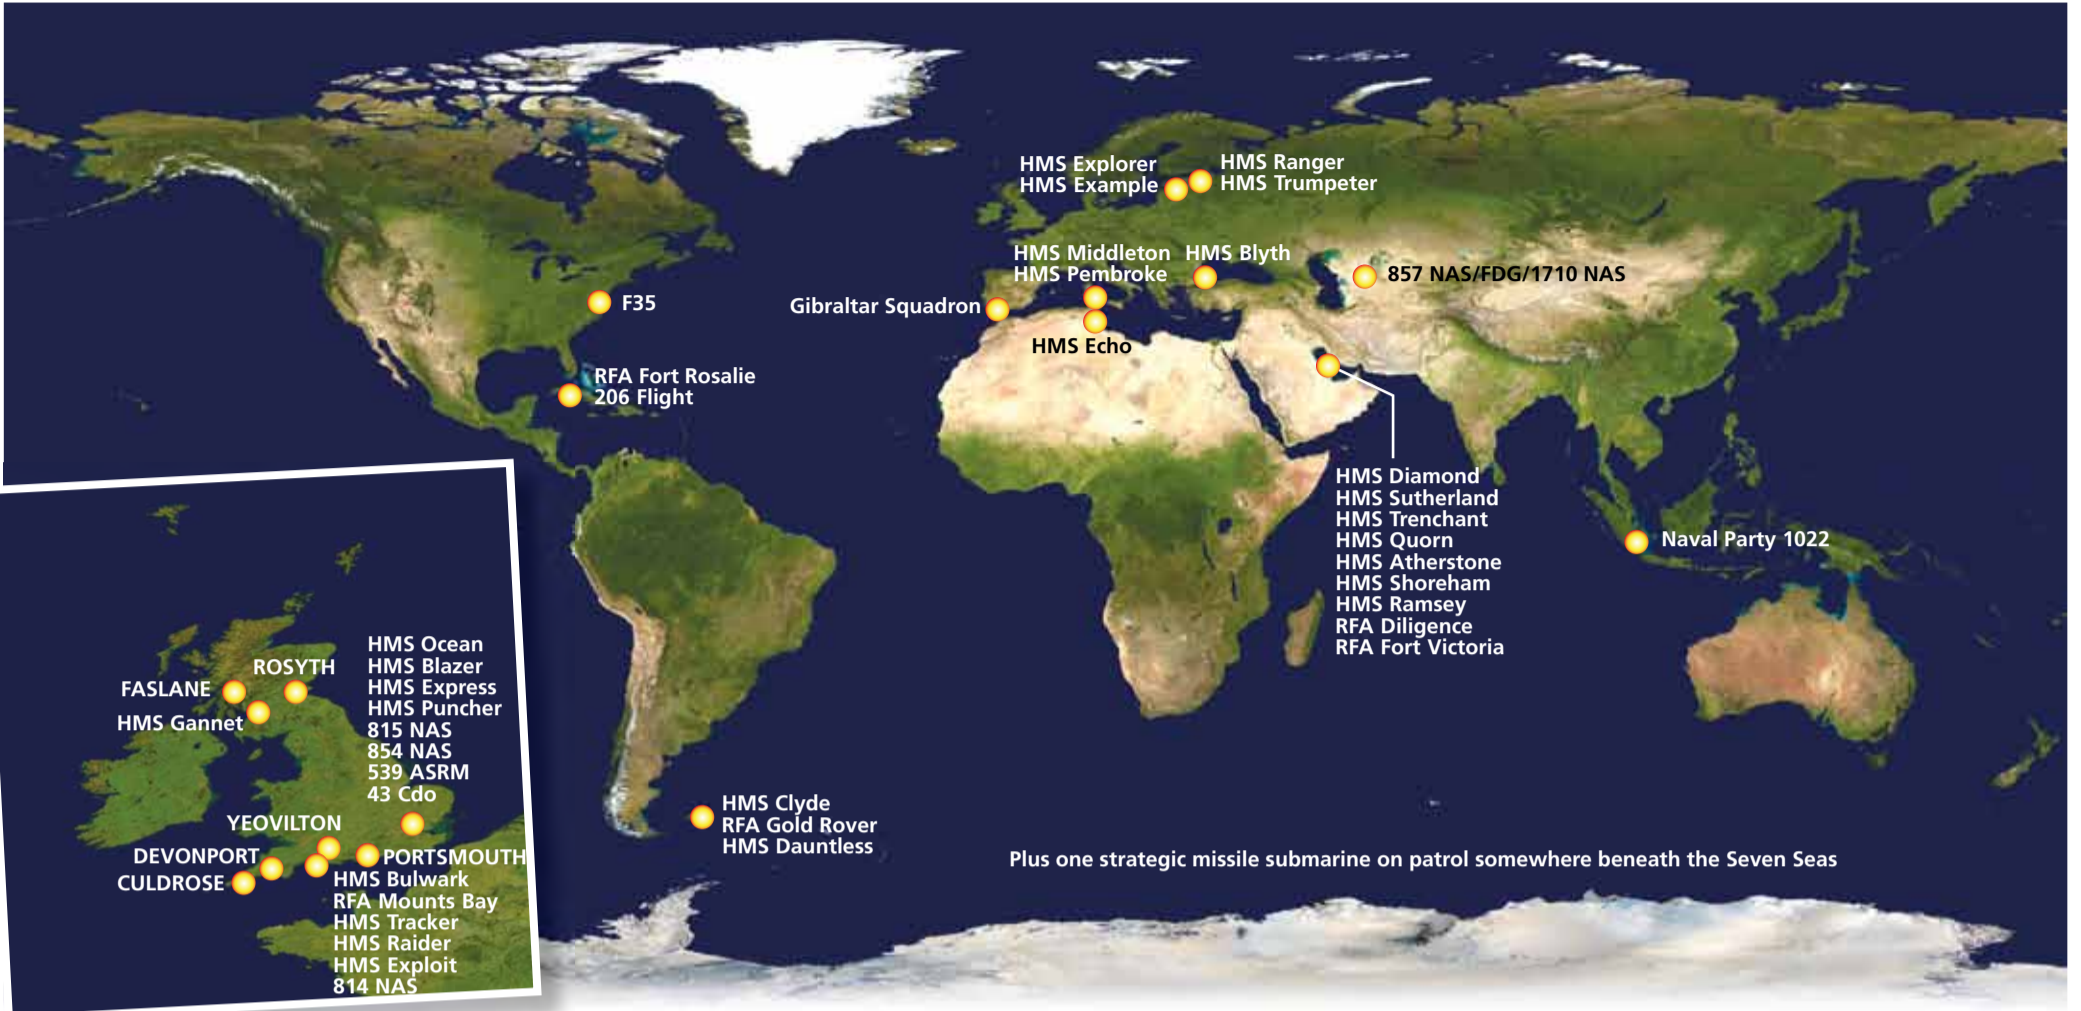 HMS Explorer
HMS Example
HMS Ranger
HMS Trumpeter
HMS Middleton
HMS Pembroke
HMS Blyth
857 NAS/FDG/1710 NAS
Gibraltar Squadron
F35
HMS Echo
RFA Fort Rosalie
206 Flight
HMS Diamond
HMS Sutherland
HMS Trenchant
HMS Quorn
HMS Atherstone
HMS Shoreham
HMS Ramsey
RFA Diligence
RFA Fort Victoria
Naval Party 1022
HMS Clyde
RFA Gold Rover
HMS Dauntless
Plus one strategic missile submarine on patrol somewhere beneath the Seven Seas
ROSYTH
FASLANE
HMS Gannet
HMS Ocean
HMS Blazer
HMS Express
HMS Puncher
815 NAS
854 NAS
539 ASRM
43 Cdo
YEOVILTON
DEVONPORT
CULDROSE
PORTSMOUTH
HMS Bulwark
RFA Mounts Bay
HMS Tracker
HMS Raider
HMS Exploit
814 NAS